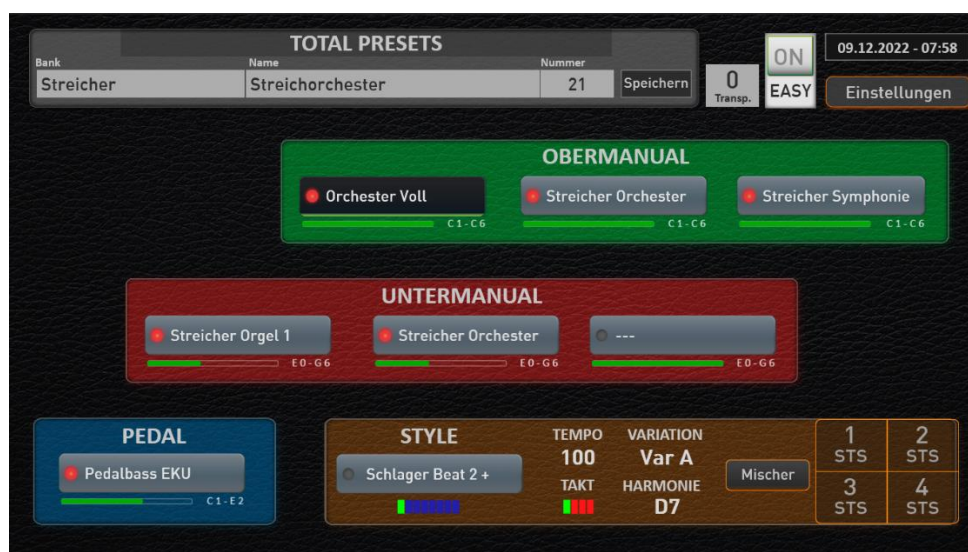 TOTAL PRESETS
Bank Name Nummer
Streicher Streichorchester 21 Speichern
0
Transp.
ON
EASY
09.12.2022 - 07:58
Einstellungen
OBERMANUAL
Orchester Voll Streicher Orchester Streicher Symphonie
C1-C6 C1-C6 C1-C6
UNTERMANUAL
Streicher Orgel 1 Streicher Orchester ---
E0-G6 E0-G6 E0-G6
PEDAL
Pedalbass EKU
C1-E2
STYLE
Schlager Beat 2 +
TEMPO
100
TAKT
VARIATION
Var A
HARMONIE
D7
Mischer
1
STS
2
STS
3
STS
4
STS